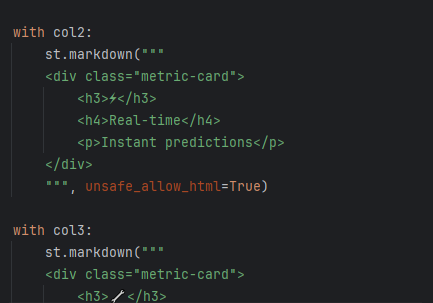 with col2:
    st.markdown("""
    <div class="metric-card">
        <h3>⚡</h3>
        <h4>Real-time</h4>
        <p>Instant predictions</p>
    </div>
    """, unsafe_allow_html=True)
with col3:
    st.markdown("""
    <div class="metric-card">
        <h3>🔧</h3>